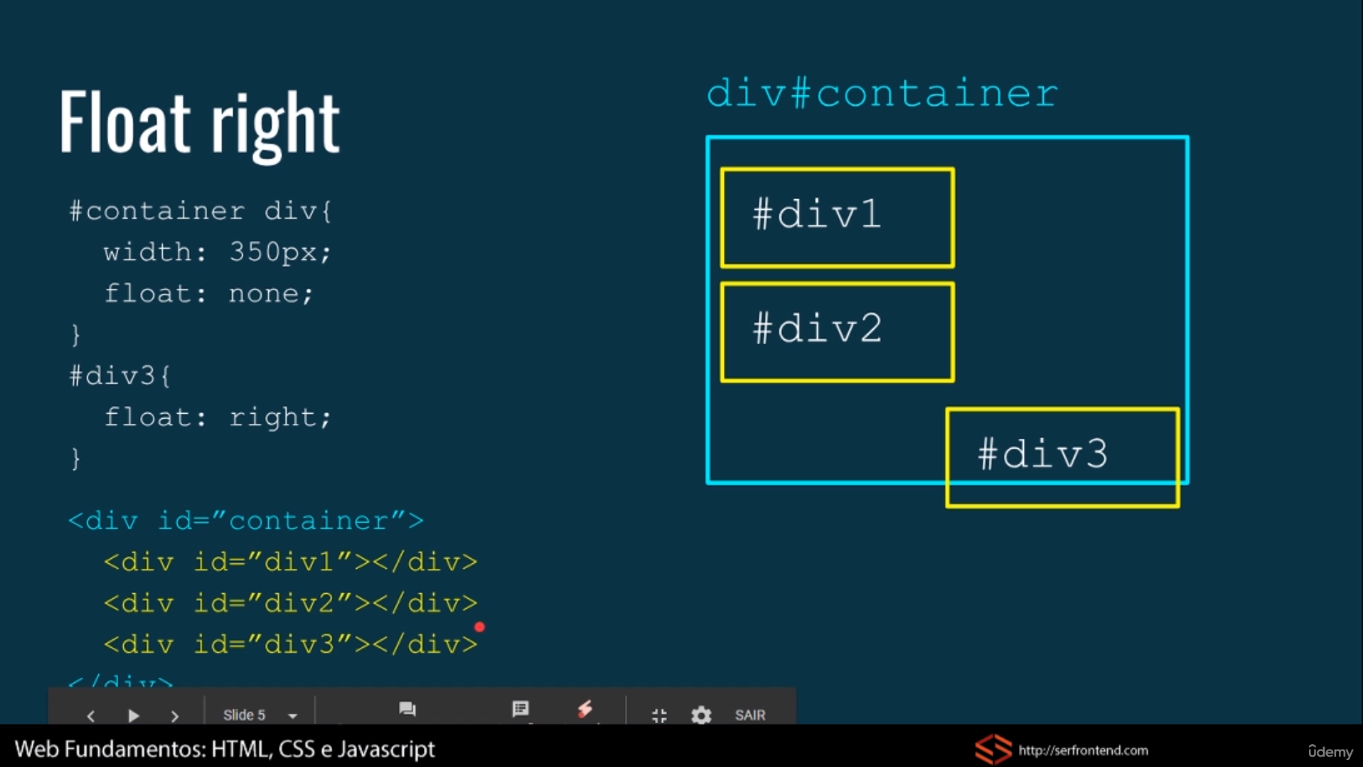 Float right
#container div{
width: 350px;
float: none;
}
#div3{
float: right;
}
<div id=”container”>
<div id=”div1”></div>
<div id=”div2”></div>
<div id=”div3”></div>
</div>
div#container
#div1
#div2
#div3
Slide 5
SAIR
Web Fundamentos: HTML, CSS e Javascript
http://serfrontend.com
ûdemy